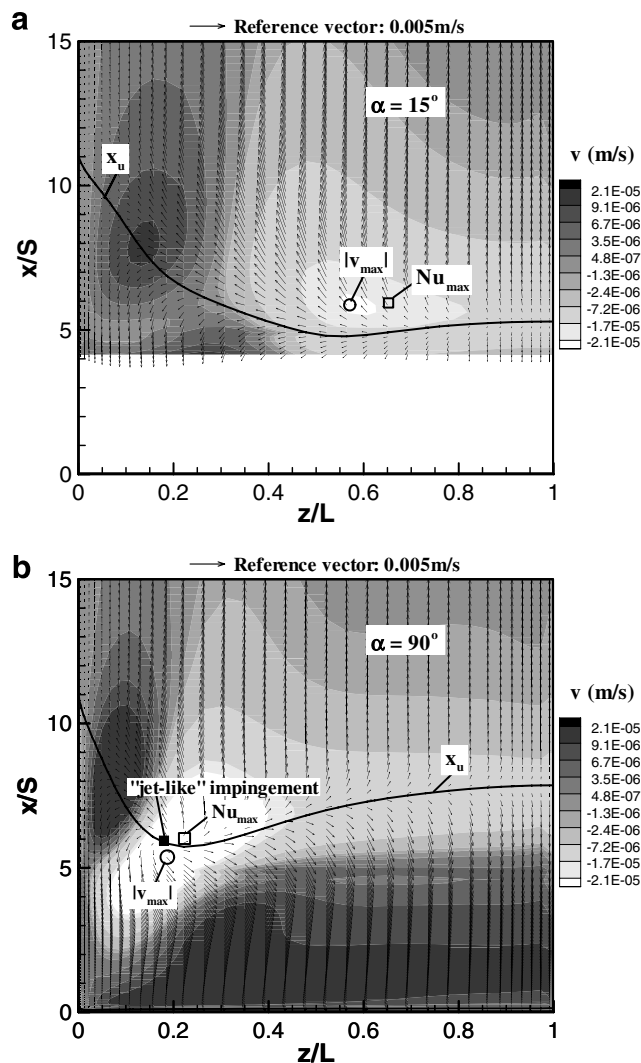 a
Reference vector: 0.005m/s
15
α = 15°
x_u
v (m/s)
10
2.1E-05
9.1E-06
6.7E-06
3.5E-06
4.8E-07
-1.3E-06
-2.4E-06
-7.2E-06
-1.7E-05
-2.1E-05
x/S
|v_max|
Nu_max
5
0
0 0.2 0.4 0.6 0.8 1
z/L
b
Reference vector: 0.005m/s
15
α = 90°
v (m/s)
10
x_u
2.1E-05
9.1E-06
6.7E-06
3.5E-06
4.8E-07
-1.3E-06
-2.4E-06
-7.2E-06
-1.7E-05
-2.1E-05
x/S
"jet-like" impingement
Nu_max
5
|v_max|
0
0 0.2 0.4 0.6 0.8 1
z/L